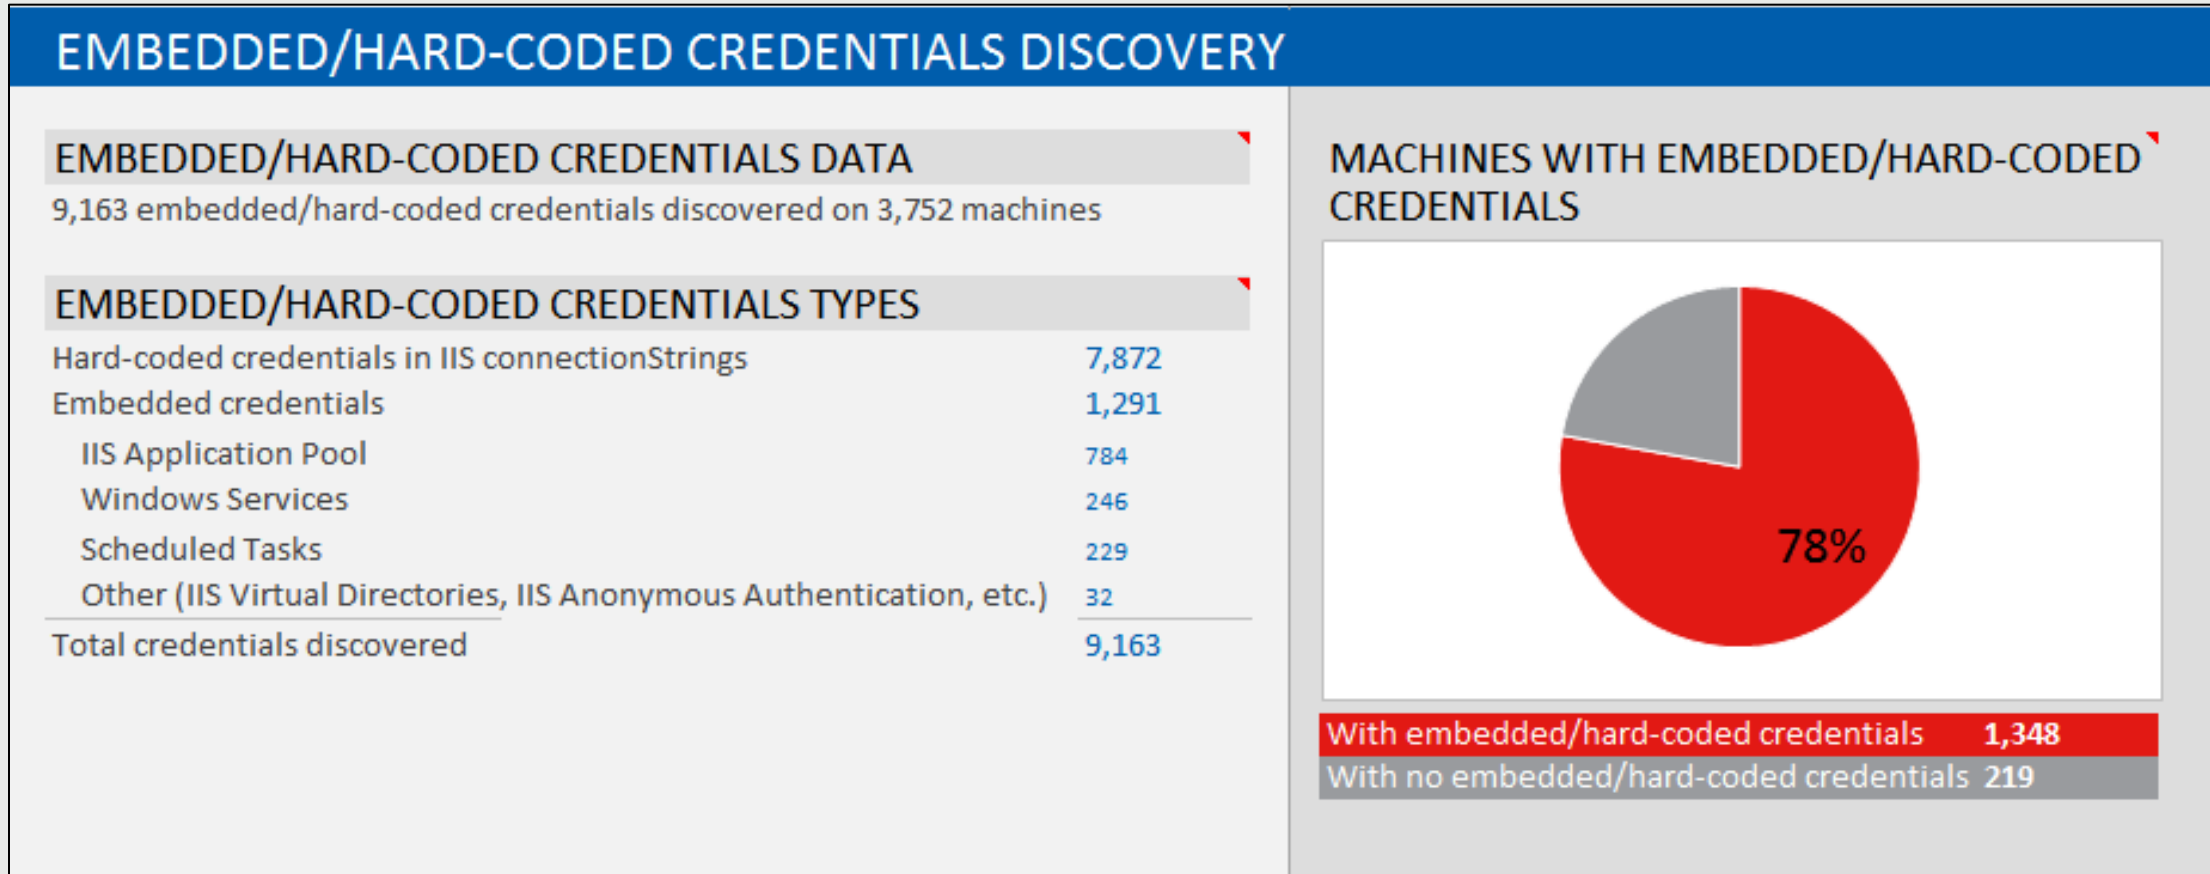 EMBEDDED/HARD-CODED CREDENTIALS DISCOVERY
EMBEDDED/HARD-CODED CREDENTIALS DATA
9,163 embedded/hard-coded credentials discovered on 3,752 machines
EMBEDDED/HARD-CODED CREDENTIALS TYPES
Hard-coded credentials in IIS connectionStrings 7,872
Embedded credentials 1,291
IIS Application Pool 784
Windows Services 246
Scheduled Tasks 229
Other (IIS Virtual Directories, IIS Anonymous Authentication, etc.) 32
Total credentials discovered 9,163
MACHINES WITH EMBEDDED/HARD-CODED
CREDENTIALS
78%
With embedded/hard-coded credentials 1,348
With no embedded/hard-coded credentials 219